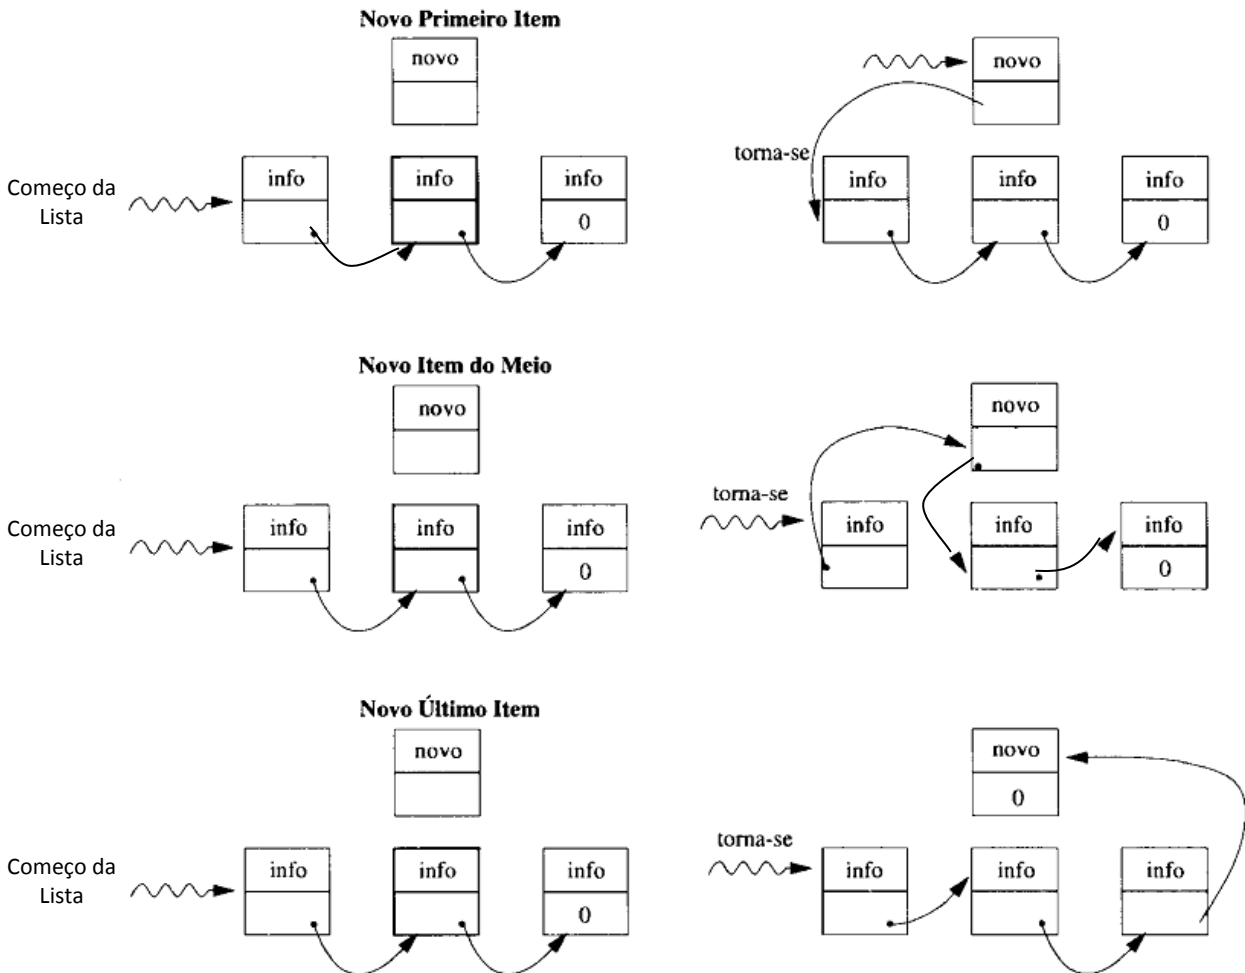 Novo Primeiro Item
novo
novo
torna-se
Começo da
Lista
info
info
info
0
info
info
info
0
Novo Item do Meio
novo
novo
torna-se
Começo da
Lista
info
info
info
0
info
info
info
0
Novo Último Item
novo
novo
0
torna-se
Começo da
Lista
info
info
info
0
info
info
info